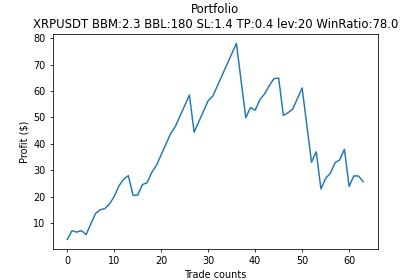 Portfolio
XRPUSDT BBM:2.3 BBL:180 SL:1.4 TP:0.4 lev:20 WinRatio:78.0
80
70
60
50
40
30
20
10
Profit ($)
0 10 20 30 40 50 60
Trade counts